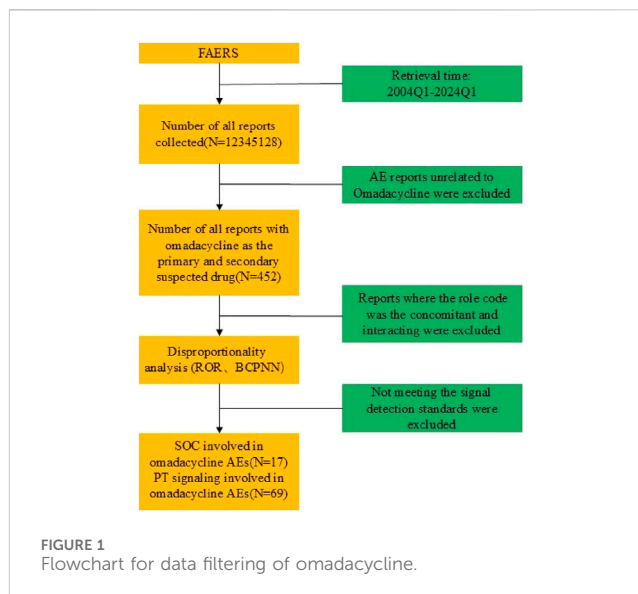 FAERS
Retrieval time:
2004Q1-2024Q1
Number of all reports
collected(N=12345128)
AE reports unrelated to
Omadacycline were excluded
Number of all reports with
omadacycline as the
primary and secondary
suspected drug(N=452)
Reports where the role code
was the concomitant and
interacting were excluded
Disproportionality
analysis (ROR、BCPNN)
Not meeting the signal
detection standards were
excluded
SOC involved in
omadacycline AEs(N=17)
PT signaling involved in
omadacycline AEs(N=69)
FIGURE 1
Flowchart for data filtering of omadacycline.